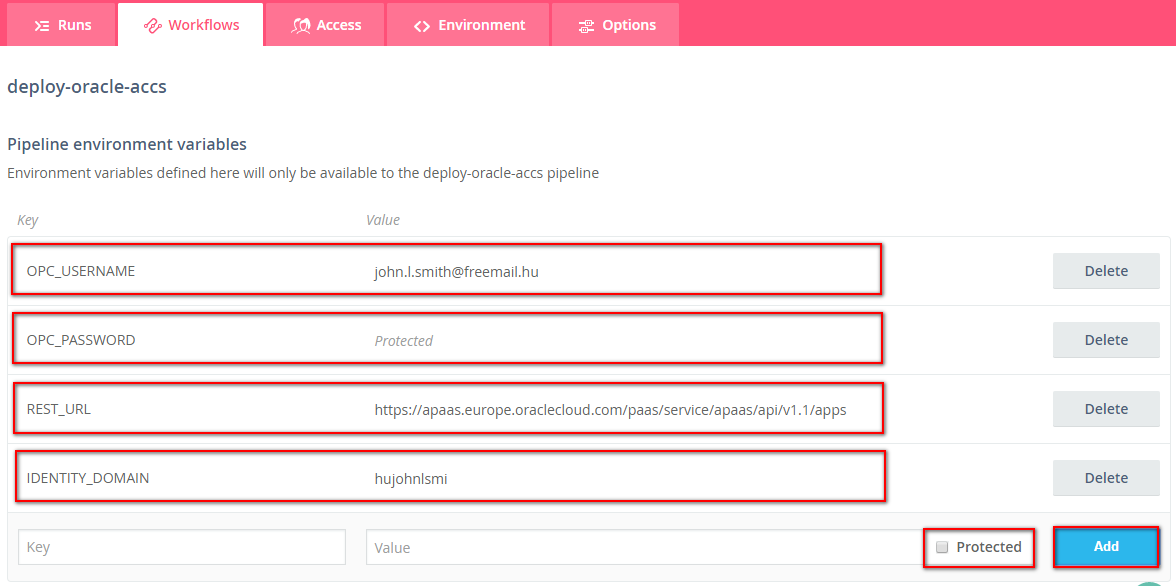 Runs Workflows Access Environment Options
deploy-oracle-accs
Pipeline environment variables
Environment variables defined here will only be available to the deploy-oracle-accs pipeline
Key Value
OPC_USERNAME john.l.smith@freemail.hu Delete
OPC_PASSWORD Protected Delete
REST_URL https://apaas.europe.oraclecloud.com/paas/service/apaas/api/v1.1/apps Delete
IDENTITY_DOMAIN hujohnlsmi Delete
Key Value Protected Add